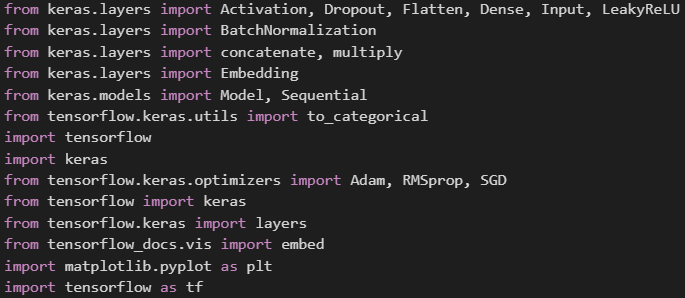 from keras.layers import Activation, Dropout, Flatten, Dense, Input, LeakyReLU
from keras.layers import BatchNormalization
from keras.layers import concatenate, multiply
from keras.layers import Embedding
from keras.models import Model, Sequential
from tensorflow.keras.utils import to_categorical
import tensorflow
import keras
from tensorflow.keras.optimizers import Adam, RMSprop, SGD
from tensorflow import keras
from tensorflow.keras import layers
from tensorflow_docs.vis import embed
import matplotlib.pyplot as plt
import tensorflow as tf